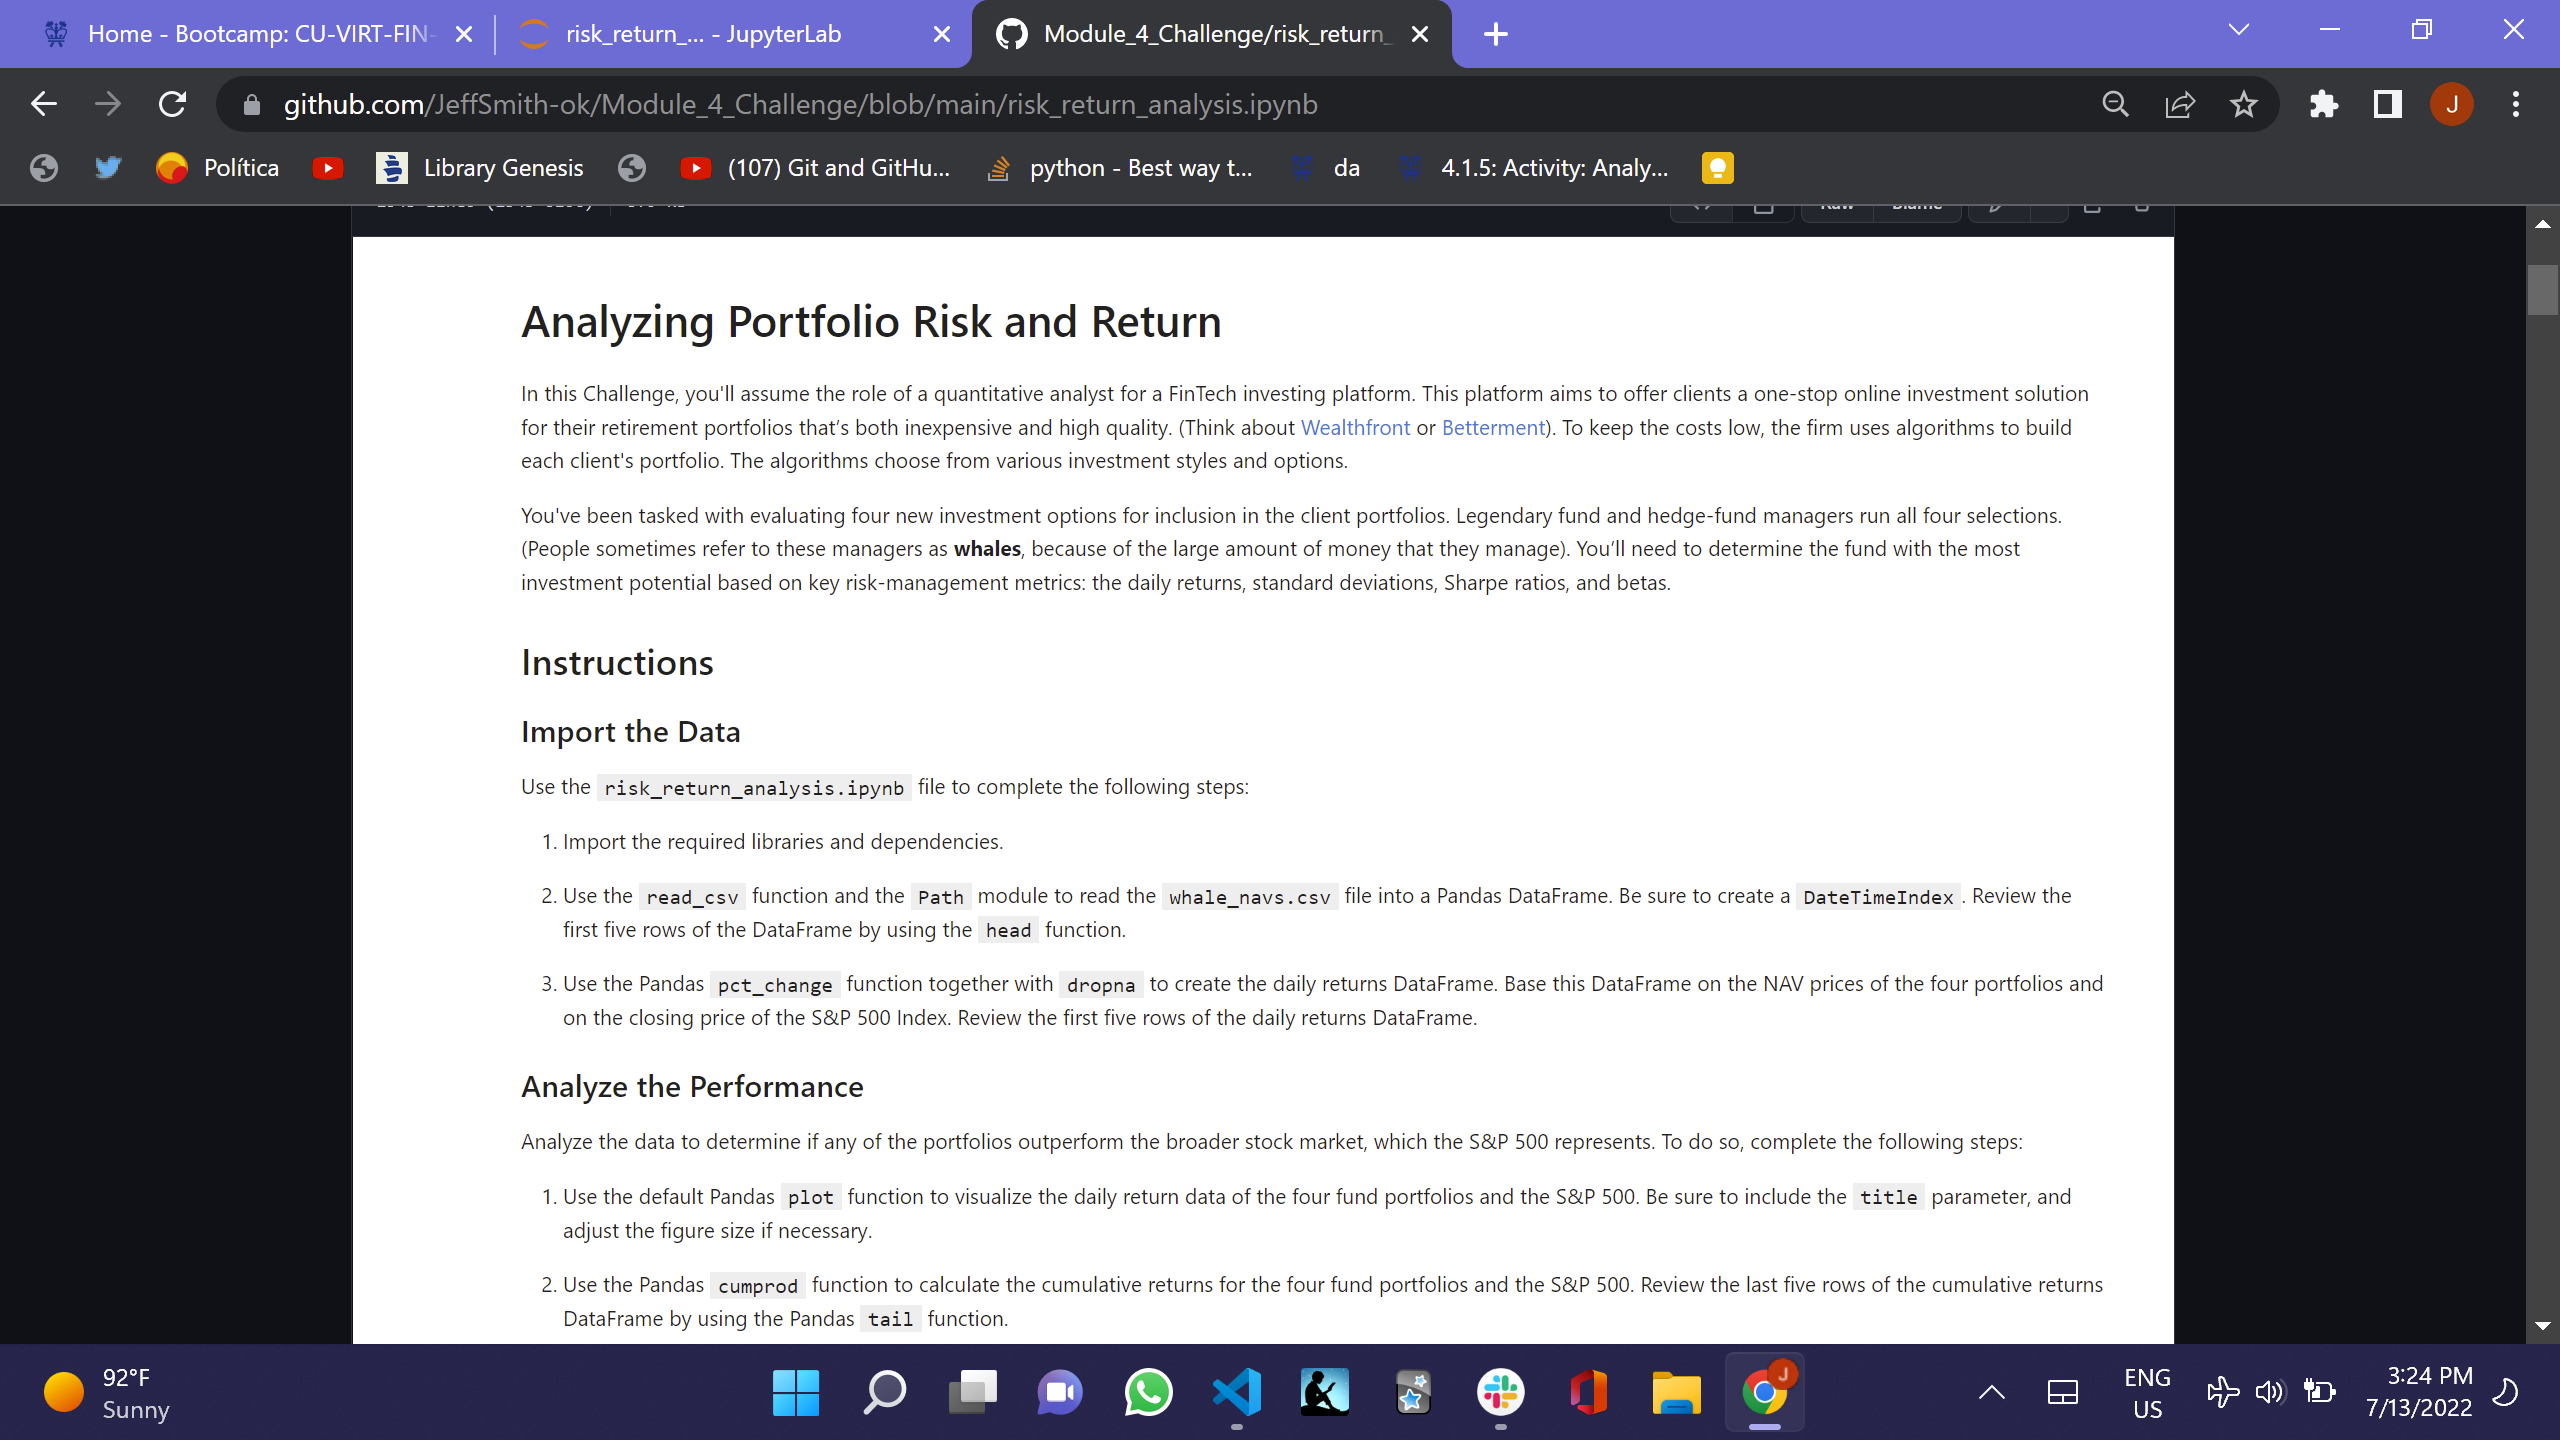 Home - Bootcamp: CU-VIRT-FIN-
risk_return_... - JupyterLab
Module_4_Challenge/risk_return_
github.com/JeffSmith-ok/Module_4_Challenge/blob/main/risk_return_analysis.ipynb
J
Política
Library Genesis
(107) Git and GitHu...
python - Best way t...
da
4.1.5: Activity: Analy...
Raw
Blame
Analyzing Portfolio Risk and Return
In this Challenge, you'll assume the role of a quantitative analyst for a FinTech investing platform. This platform aims to offer clients a one-stop online investment solution
for their retirement portfolios that’s both inexpensive and high quality. (Think about Wealthfront or Betterment). To keep the costs low, the firm uses algorithms to build
each client's portfolio. The algorithms choose from various investment styles and options.
You've been tasked with evaluating four new investment options for inclusion in the client portfolios. Legendary fund and hedge-fund managers run all four selections.
(People sometimes refer to these managers as whales, because of the large amount of money that they manage). You’ll need to determine the fund with the most
investment potential based on key risk-management metrics: the daily returns, standard deviations, Sharpe ratios, and betas.
Instructions
Import the Data
Use the risk_return_analysis.ipynb file to complete the following steps:
1. Import the required libraries and dependencies.
2. Use the read_csv function and the Path module to read the whale_navs.csv file into a Pandas DataFrame. Be sure to create a DateTimeIndex. Review the
first five rows of the DataFrame by using the head function.
3. Use the Pandas pct_change function together with dropna to create the daily returns DataFrame. Base this DataFrame on the NAV prices of the four portfolios and
on the closing price of the S&P 500 Index. Review the first five rows of the daily returns DataFrame.
Analyze the Performance
Analyze the data to determine if any of the portfolios outperform the broader stock market, which the S&P 500 represents. To do so, complete the following steps:
1. Use the default Pandas plot function to visualize the daily return data of the four fund portfolios and the S&P 500. Be sure to include the title parameter, and
adjust the figure size if necessary.
2. Use the Pandas cumprod function to calculate the cumulative returns for the four fund portfolios and the S&P 500. Review the last five rows of the cumulative returns
DataFrame by using the Pandas tail function.
92°F
Sunny
J
ENG
US
3:24 PM
7/13/2022